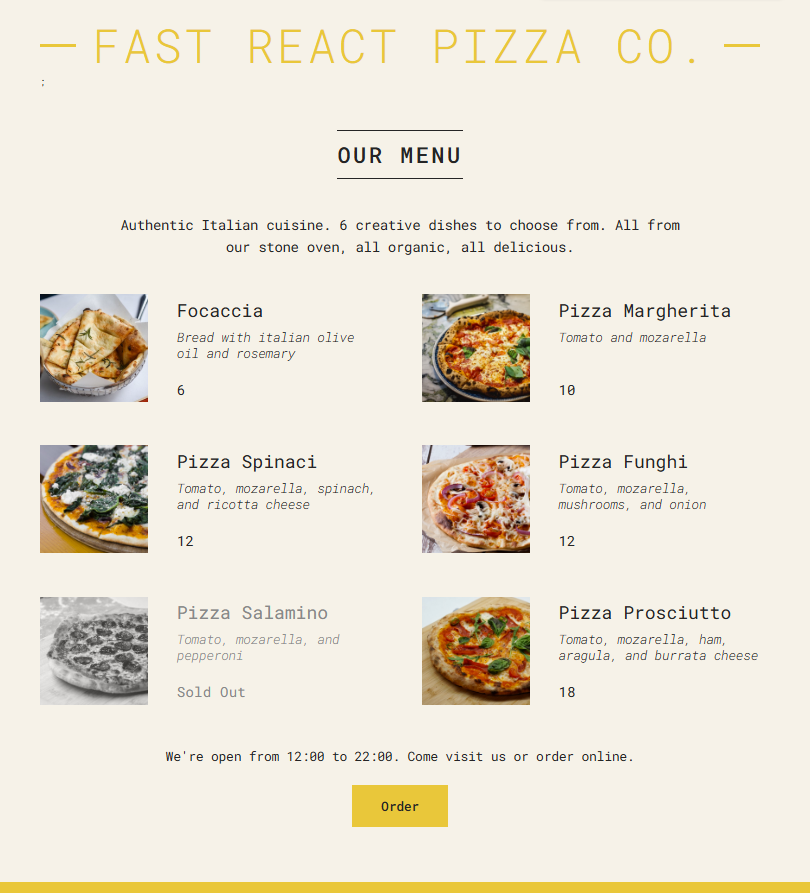 FAST REACT PIZZA CO.
;
OUR MENU
Authentic Italian cuisine. 6 creative dishes to choose from. All from
our stone oven, all organic, all delicious.
Focaccia
Bread with italian olive
oil and rosemary
6
Pizza Margherita
Tomato and mozarella
10
Pizza Spinaci
Tomato, mozarella, spinach,
and ricotta cheese
12
Pizza Funghi
Tomato, mozarella,
mushrooms, and onion
12
Pizza Salamino
Tomato, mozarella, and
pepperoni
Sold Out
Pizza Prosciutto
Tomato, mozarella, ham,
aragula, and burrata cheese
18
We're open from 12:00 to 22:00. Come visit us or order online.
Order